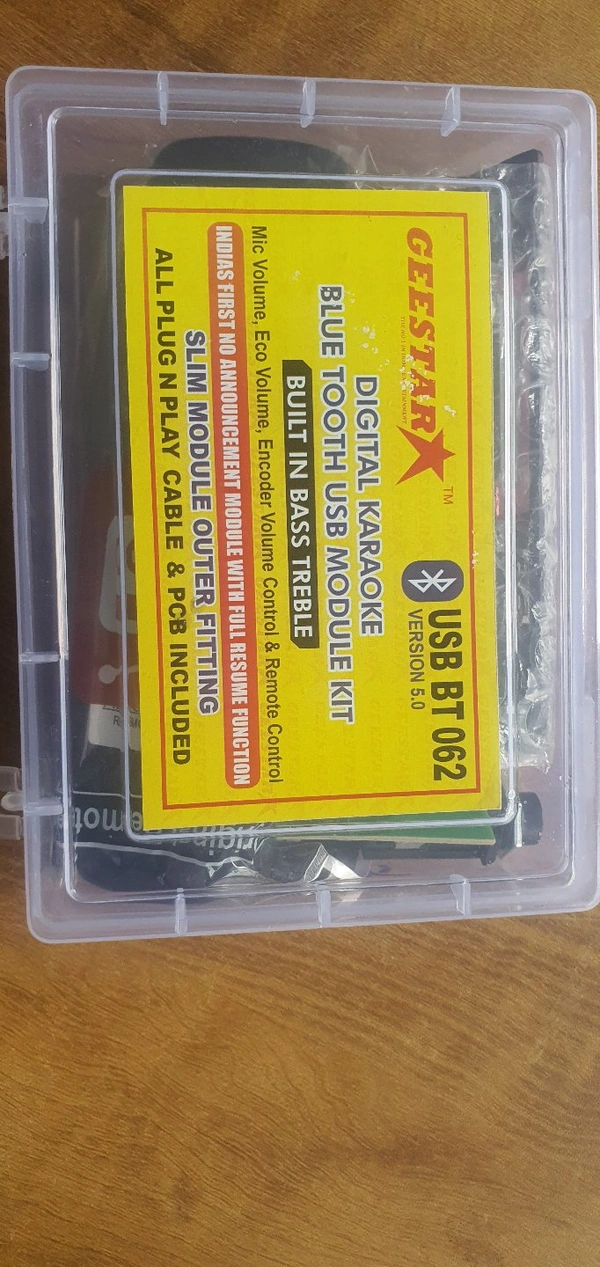 GEESTAR TM
USB BT 062
VERSION 5.0
DIGITAL KARAOKE
BLUE TOOTH USB MODULE KIT
BUILT IN BASS TREBLE
Mic Volume, Eco Volume, Encoder Volume Control & Remote Control
INDIAS FIRST NO ANNOUNCEMENT MODULE WITH FULL RESUME FUNCTION
SLIM MODULE OUTER FITTING
ALL PLUG N PLAY CABLE & PCB INCLUDED